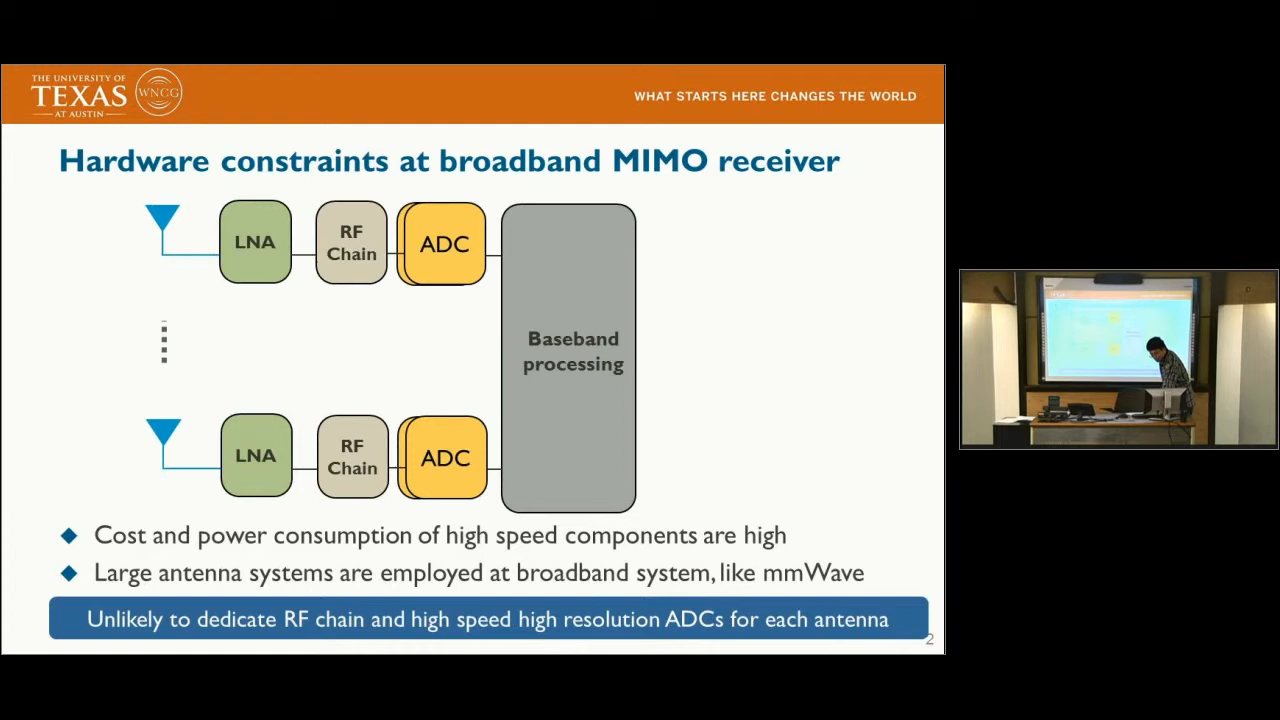 THE UNIVERSITY OF
TEXAS
AT AUSTIN
WNCG
WHAT STARTS HERE CHANGES THE WORLD
Hardware constraints at broadband MIMO receiver
LNA
RF
Chain
ADC
Baseband
processing
LNA
RF
Chain
ADC
Cost and power consumption of high speed components are high
Large antenna systems are employed at broadband system, like mmWave
Unlikely to dedicate RF chain and high speed high resolution ADCs for each antenna
2